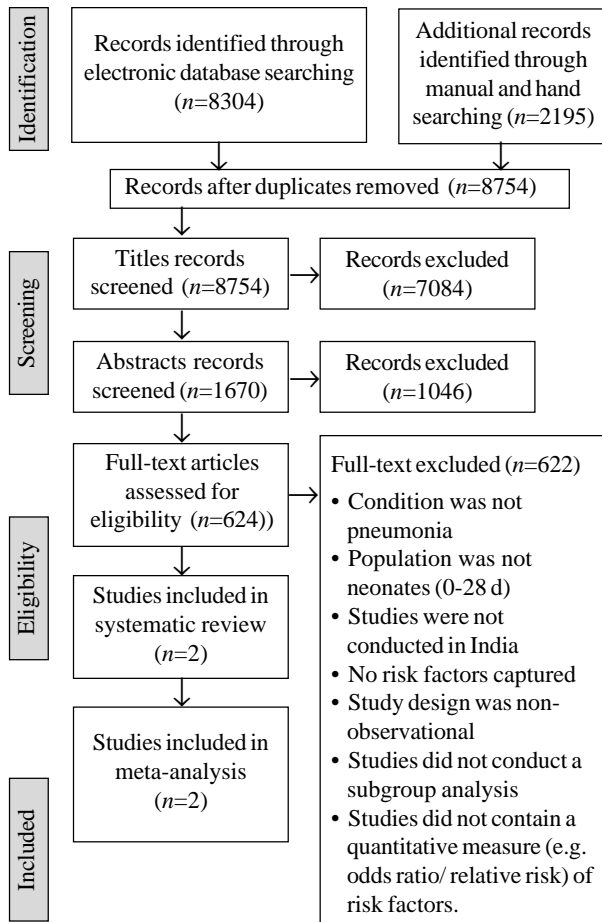 Identification
Records identified through
electronic database searching
(n=8304)
Additional records
identified through
manual and hand
searching (n=2195)
Records after duplicates removed (n=8754)
Screening
Titles records
screened (n=8754)
Records excluded
(n=7084)
Abstracts records
screened (n=1670)
Records excluded
(n=1046)
Eligibility
Full-text articles
assessed for
eligibility (n=624))
Full-text excluded (n=622)
• Condition was not
pneumonia
• Population was not
neonates (0-28 d)
• Studies were not
conducted in India
• No risk factors captured
• Study design was non-
observational
• Studies did not conduct a
subgroup analysis
• Studies did not contain a
quantitative measure (e.g.
odds ratio/ relative risk) of
risk factors.
Studies included in
systematic review
(n=2)
Included
Studies included in
meta-analysis
(n=2)